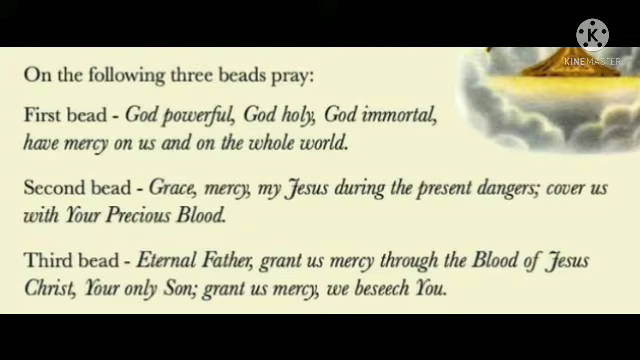 KINEMASTER
On the following three beads pray:
First bead - God powerful, God holy, God immortal,
have mercy on us and on the whole world.
Second bead - Grace, mercy, my Jesus during the present dangers; cover us
with Your Precious Blood.
Third bead - Eternal Father, grant us mercy through the Blood of Jesus
Christ, Your only Son; grant us mercy, we beseech You.